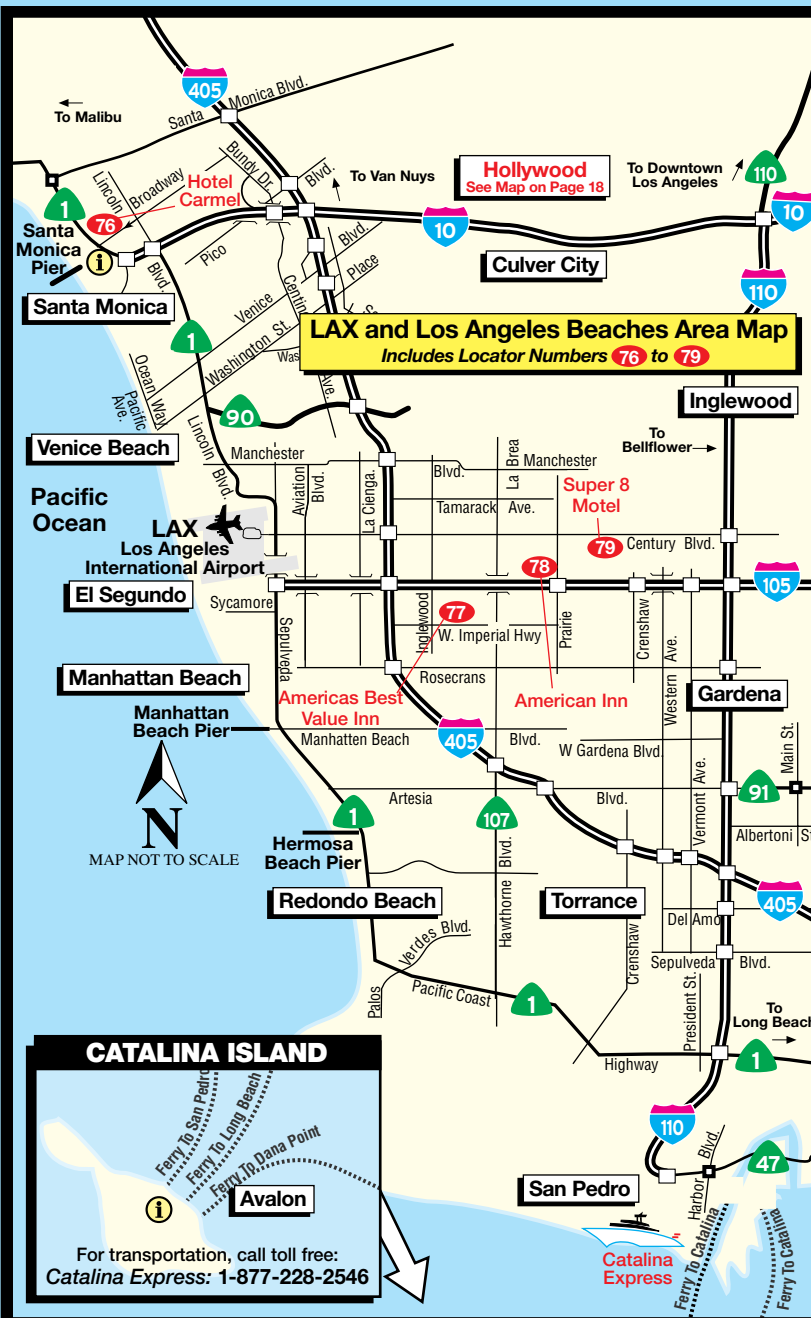 405
Santa Monica Blvd.
To Malibu
Bundy Dr.
Blvd.
To Van Nuys
Hollywood
See Map on Page 18
To Downtown
Los Angeles
110
Lincoln
Blvd.
Broadway
Hotel
Carmel
1
76
Santa
Monica
Pier
i
Pico
Blvd.
Place
10
10
Culver City
110
Santa Monica
Venice
Washington St.
LAX and Los Angeles Beaches Area Map
Includes Locator Numbers 76 to 79
1
Ave.
Ocean Way
Pacific
Ave.
90
Inglewood
Venice Beach
Lincoln Blvd.
Manchester
Blvd.
La Brea
Manchester
To
Bellflower
Aviation
Blvd.
La Cienga.
Tamarack Ave.
Super 8
Motel
Pacific
Ocean
LAX
Los Angeles
International Airport
79
Century Blvd.
78
105
El Segundo
Sycamore
Sepulveda
Inglewood
77
W. Imperial Hwy
Prairie
Crenshaw
Western Ave.
Rosecrans
Manhattan Beach
Americas Best
Value Inn
American Inn
Gardena
Manhattan
Beach Pier
Manhatten Beach
405
Blvd.
W Gardena Blvd.
Main St.
N
MAP NOT TO SCALE
Artesia
Blvd.
Vermont Ave.
91
1
107
Albertoni
Hermosa
Beach Pier
Redondo Beach
Hawthorne Blvd.
Torrance
405
Del Amo
Palos Verdes Blvd.
Crenshaw
Sepulveda
Blvd.
President St.
Pacific Coast
1
Highway
To
Long Beach
1
CATALINA ISLAND
Ferry To San Pedro
Ferry To Long Beach
Ferry To Dana Point
i
Avalon
For transportation, call toll free:
Catalina Express: 1-877-228-2546
110
Harbor Blvd.
47
San Pedro
Catalina
Express
Ferry To Catalina
Ferry To Catalina